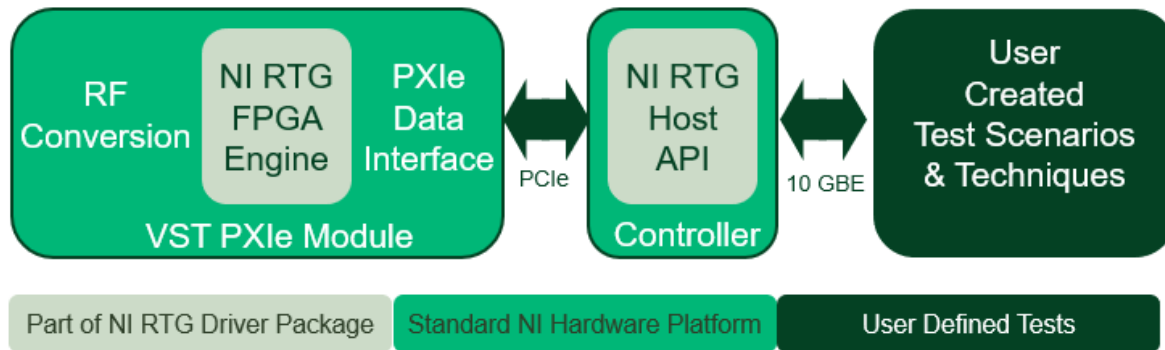 RF
Conversion
NI RTG
FPGA
Engine
PXIe
Data
Interface
VST PXIe Module
PCIe
NI RTG
Host
API
Controller
10 GBE
User
Created
Test Scenarios
& Techniques
Part of NI RTG Driver Package
Standard NI Hardware Platform
User Defined Tests